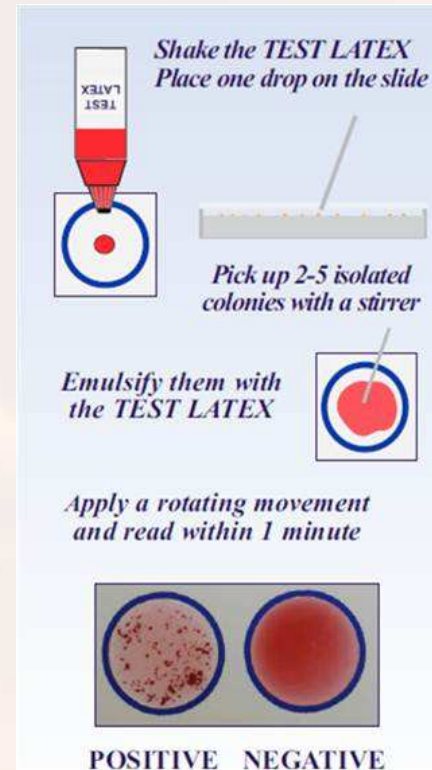 Shake the TEST LATEX
Place one drop on the slide
TEST
LATEX
Pick up 2-5 isolated
colonies with a stirrer
Emulsify them with
the TEST LATEX
Apply a rotating movement
and read within 1 minute
POSITIVE NEGATIVE